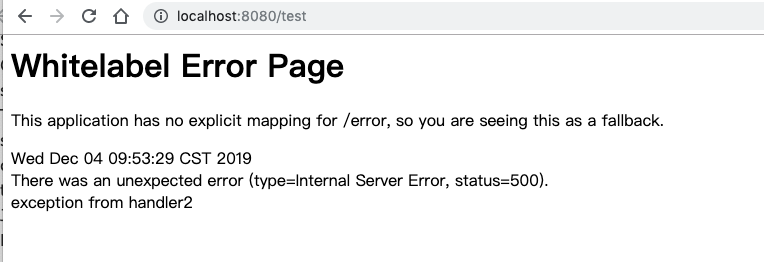 localhost:8080/test
Whitelabel Error Page
This application has no explicit mapping for /error, so you are seeing this as a fallback.
Wed Dec 04 09:53:29 CST 2019
There was an unexpected error (type=Internal Server Error, status=500).
exception from handler2